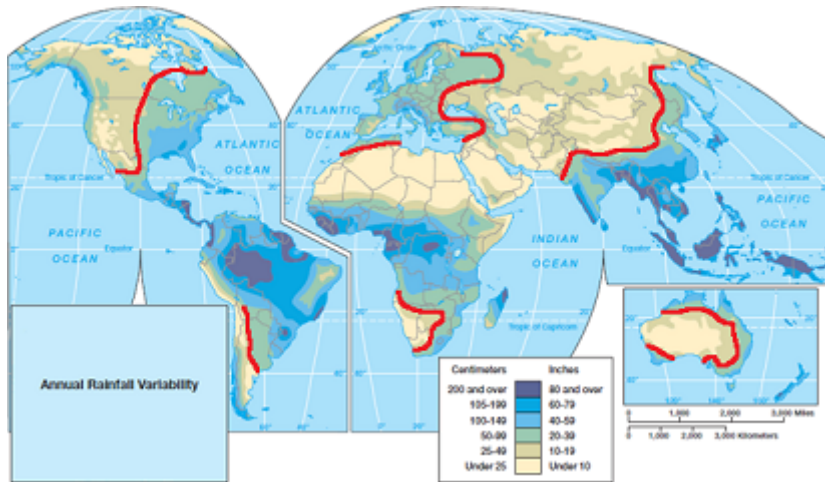 Arctic Circle
ATLANTIC
OCEAN
ATLANTIC
OCEAN
Tropic of Cancer
Tropic of Cancer
PACIFIC
OCEAN
PACIFIC
OCEAN
Equator
INDIAN
OCEAN
Equator
Tropic of Capricorn
Annual Rainfall Variability
Centimeters Inches
200 and over 80 and over
105-199 60-79
100-149 40-59
50-99 20-39
25-49 10-19
Under 25 Under 10
0 1,000 2,000 3,000 Miles
0 1,000 2,000 3,000 Kilometers